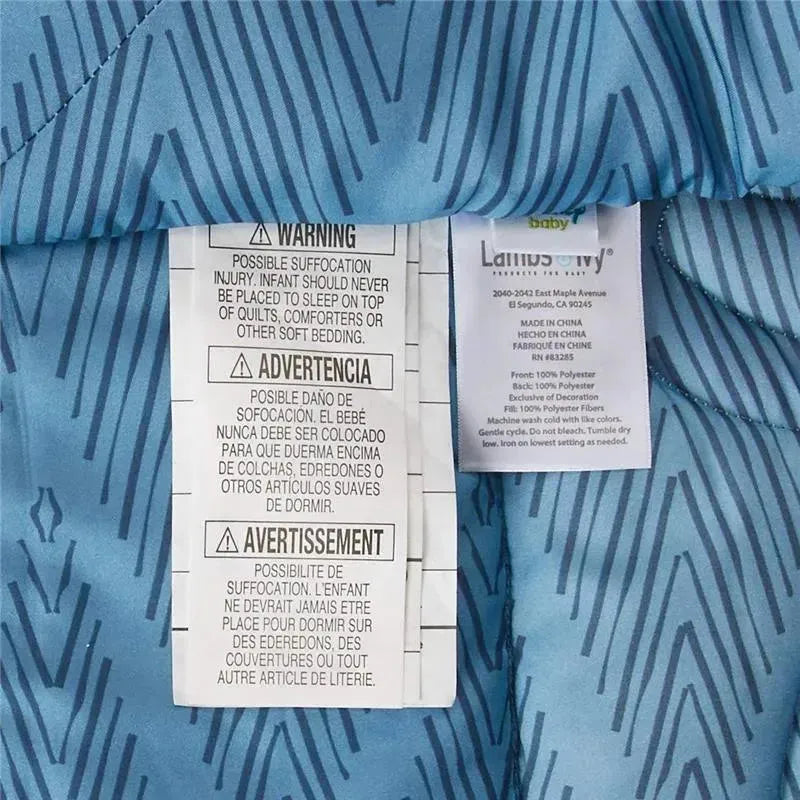 WARNING
POSSIBLE SUFFOCATION
INJURY. INFANT SHOULD NEVER
BE PLACED TO SLEEP ON TOP
OF QUILTS, COMFORTERS OR
OTHER SOFT BEDDING.
ADVERTENCIA
POSIBLE DAÑO DE
SOFOCACIÓN. EL BEBÉ
NUNCA DEBE SER COLOCADO
PARA QUE DUERMA ENCIMA
DE COLCHAS, EDREDONES O
OTROS ARTÍCULOS SUAVES
DE DORMIR.
AVERTISSEMENT
POSSIBILITE DE
SUFFOCATION. L'ENFANT
NE DEVRAIT JAMAIS ETRE
PLACE POUR DORMIR SUR
DES EDEREDONS, DES
COUVERTURES OU TOUT
AUTRE ARTICLE DE LITERIE.
baby
Lambs & Ivy®
PRODUCTS FOR BABY
2040-2042 East Maple Avenue
El Segundo, CA 90245
MADE IN CHINA
HECHO EN CHINA
FABRIQUÉ EN CHINE
RN #83285
Front: 100% Polyester
Back: 100% Polyester
Exclusive of Decoration
Fill: 100% Polyester Fibers
Machine wash cold with like colors.
Gentle cycle. Do not bleach. Tumble dry
low. Iron on lowest setting as needed.